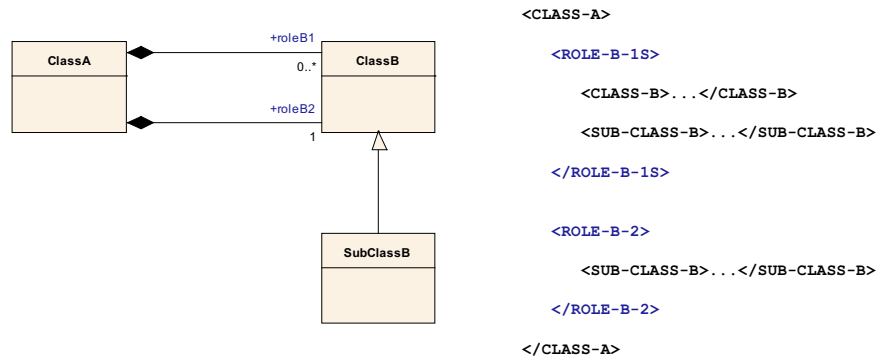 ClassA
+roleB1
0..*
ClassB
+roleB2
1
SubClassB
<CLASS-A>
<ROLE-B-1S>
<CLASS-B>...</CLASS-B>
<SUB-CLASS-B>...</SUB-CLASS-B>
</ROLE-B-1S>
<ROLE-B-2>
<SUB-CLASS-B>...</SUB-CLASS-B>
</ROLE-B-2>
</CLASS-A>